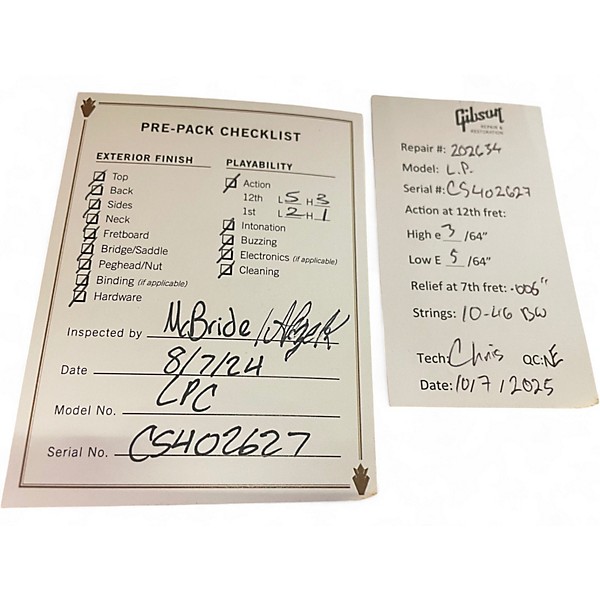 PRE-PACK CHECKLIST
EXTERIOR FINISH
Top
Back
Sides
Neck
Fretboard
Bridge/Saddle
Peghead/Nut
Binding (if applicable)
Hardware
PLAYABILITY
Action
12th L 5 H 3
1st L 2 H 1
Intonation
Buzzing
Electronics (if applicable)
Cleaning
Inspected by McBride
Date 8/7/24
Model No. LPC
Serial No. CS402627
Gibson
REPAIR &
RESTORATION
Repair #: 202634
Model: L.P.
Serial #: CS402627
Action at 12th fret:
High e 3 /64"
Low E 5 /64"
Relief at 7th fret: .006"
Strings: 10-46 BW
Tech: Chris QC: NE
Date: 10/7/2025